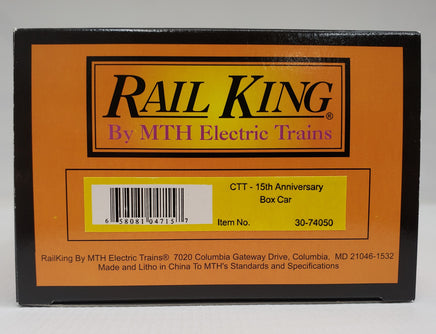 RAIL KING®
By MTH Electric Trains
CTT - 15th Anniversary
Box Car
6 58081 04715 7
Item No. 30-74050
RailKing By MTH Electric Trains® 7020 Columbia Gateway Drive, Columbia, MD 21046-1532
Made and Litho in China To MTH's Standards and Specifications